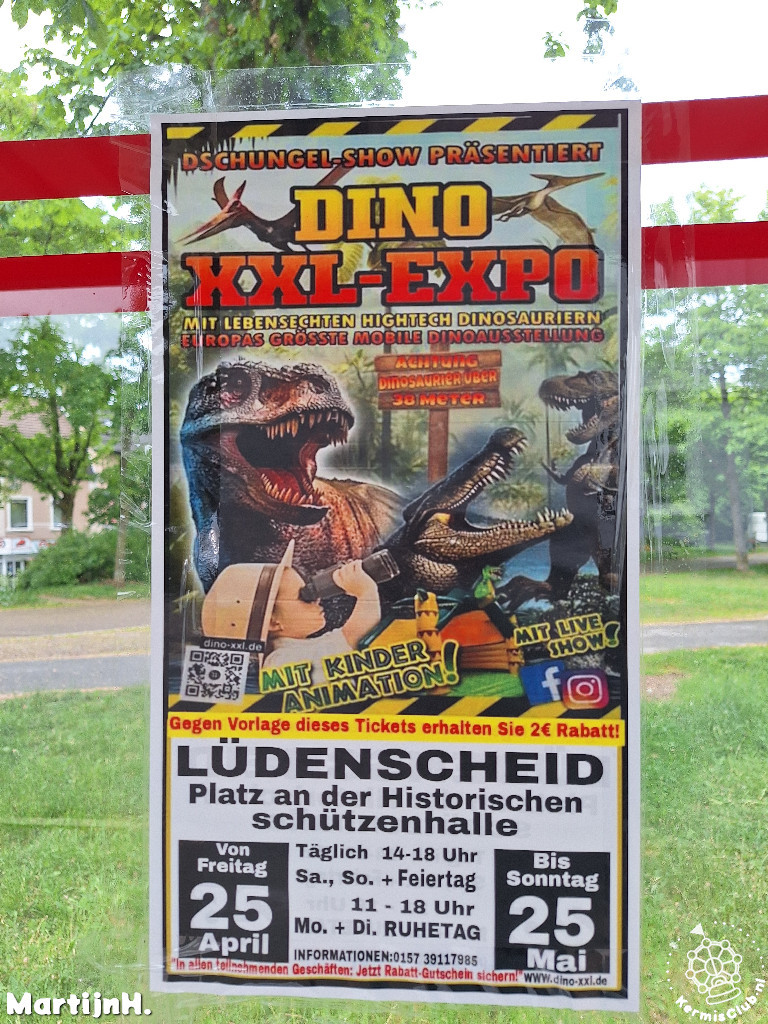 DSCHUNGEL-SHOW PRÄSENTIERT
DINO
XXL-EXPO
MIT LEBENSECHTEN HIGHTECH DINOSAURIERN
EUROPAS GRÖSSTE MOBILE DINOAUSSTELLUNG
ACHTUNG
DINOSAURIER ÜBER
38 METER
dino-xxl.de
MIT KINDER
ANIMATION!
MIT LIVE
SHOW!
f
Gegen Vorlage dieses Tickets erhalten Sie 2€ Rabatt!
LÜDENSCHEID
Platz an der Historischen
schützenhalle
Von
Freitag
25
April
Täglich 14-18 Uhr
Sa., So. + Feiertag
11 - 18 Uhr
Mo. + Di. RUHETAG
INFORMATIONEN:0157 39117985
Bis
Sonntag
25
Mai
"In allen teilnehmenden Geschäften: Jetzt Rabatt-Gutschein sichern!"
www.dino-xxl.de
MartijnH.
KermisClub.nl